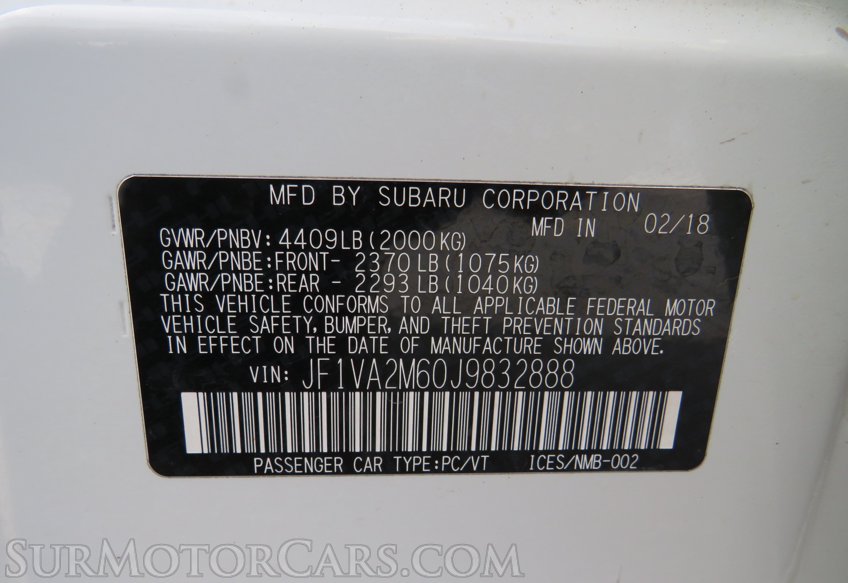 MFD BY SUBARU CORPORATION
MFD IN 02/18
GVWR/PNBV: 4409LB(2000KG)
GAWR/PNBE:FRONT- 2370LB(1075KG)
GAWR/PNBE:REAR - 2293LB(1040KG)
THIS VEHICLE CONFORMS TO ALL APPLICABLE FEDERAL MOTOR
VEHICLE SAFETY, BUMPER, AND THEFT PREVENTION STANDARDS
IN EFFECT ON THE DATE OF MANUFACTURE SHOWN ABOVE.
VIN: JF1VA2M60J9832888
PASSENGER CAR TYPE:PC/VT ICES/NMB-002
SurMotorCars.com